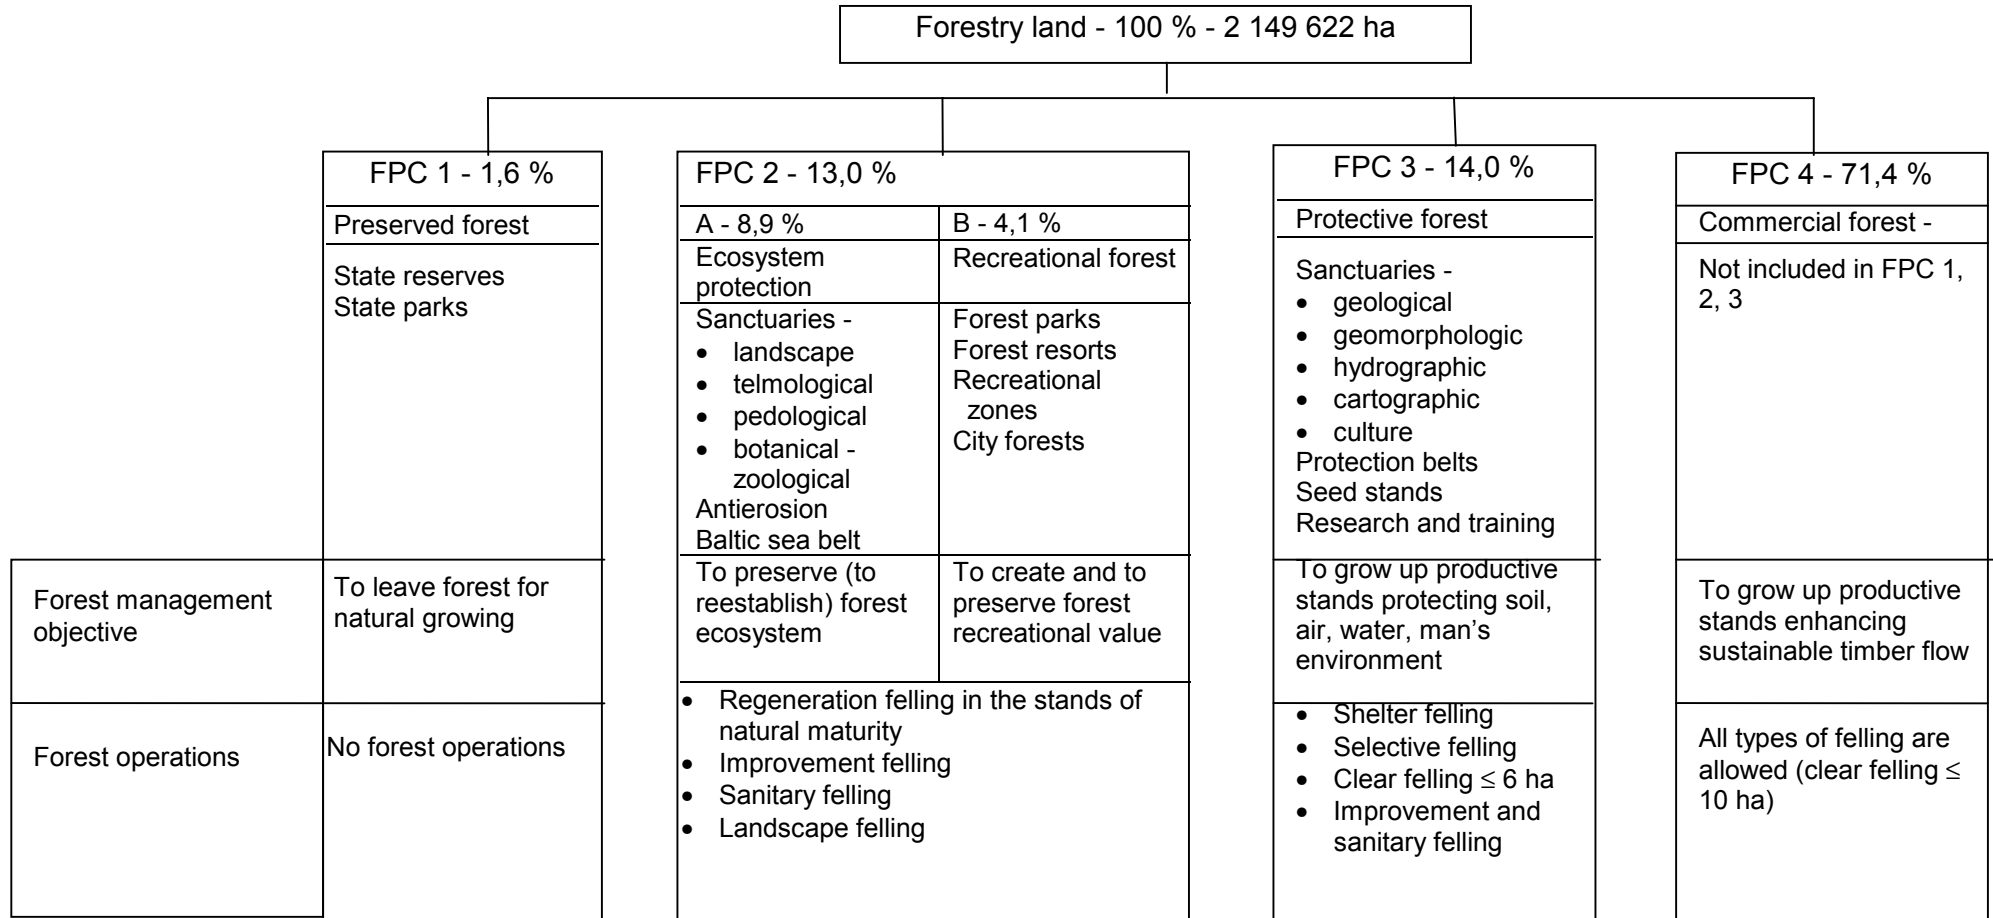 Forestry land - 100 % - 2 149 622 ha
FPC 1 - 1,6 %
Preserved forest
State reserves
State parks
FPC 2 - 13,0 %
A - 8,9 %
Ecosystem
protection
Sanctuaries -
• landscape
• telmological
• pedological
• botanical -
zoological
Antierosion
Baltic sea belt
B - 4,1 %
Recreational forest
Forest parks
Forest resorts
Recreational
zones
City forests
FPC 3 - 14,0 %
Protective forest
Sanctuaries -
• geological
• geomorphologic
• hydrographic
• cartographic
• culture
Protection belts
Seed stands
Research and training
FPC 4 - 71,4 %
Commercial forest -
Not included in FPC 1,
2, 3
Forest management
objective
To leave forest for
natural growing
To preserve (to
reestablish) forest
ecosystem
To create and to
preserve forest
recreational value
To grow up productive
stands protecting soil,
air, water, man's
environment
To grow up productive
stands enhancing
sustainable timber flow
Forest operations
No forest operations
• Regeneration felling in the stands of
natural maturity
• Improvement felling
• Sanitary felling
• Landscape felling
• Shelter felling
• Selective felling
• Clear felling ≤ 6 ha
• Improvement and
sanitary felling
All types of felling are
allowed (clear felling ≤
10 ha)